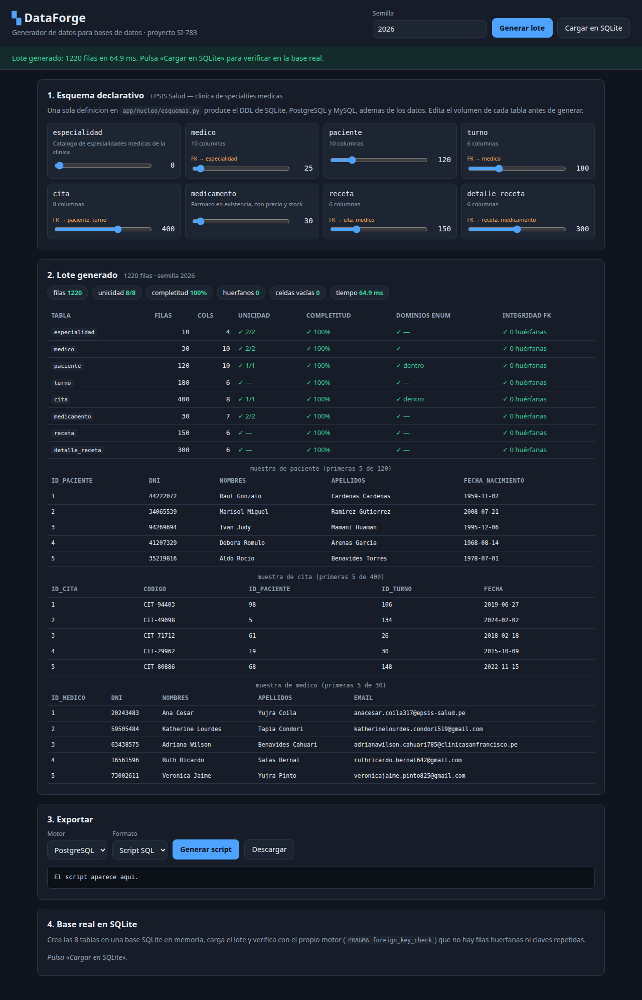 DataForge
Generador de datos para bases de datos · proyecto SI-783
Semilla
2026
Generar lote
Cargar en SQLite
Lote generado: 1220 filas en 64.9 ms. Pulsa «Cargar en SQLite» para verificar en la base real.
1. Esquema declarativo EPSIS Salud — clinica de specialties medicas
Una sola definicion en app/nucleo/esquemas.py produce el DDL de SQLite, PostgreSQL y MySQL, ademas de los datos. Edita el volumen de cada tabla antes de generar.
especialidad
Catalogo de especialidades medicas de la
clinica
8
medico
10 columnas
FK → especialidad
25
paciente
10 columnas
120
turno
6 columnas
FK → medico
180
cita
8 columnas
FK → paciente, turno
400
medicamento
Farmaco en existencia, con precio y stock
30
receta
6 columnas
FK → cita, medico
150
detalle_receta
6 columnas
FK → receta, medicamento
300
2. Lote generado 1220 filas · semilla 2026
filas 1220 unicidad 8/8 completitud 100% huerfanos 0 celdas vacías 0 tiempo 64.9 ms
TABLA FILAS COLS UNICIDAD COMPLETITUD DOMINIOS ENUM INTEGRIDAD FK
especialidad 10 4 ✓ 2/2 ✓ 100% ✓ — ✓ 0 huérfanas
medico 30 10 ✓ 2/2 ✓ 100% ✓ — ✓ 0 huérfanas
paciente 120 10 ✓ 1/1 ✓ 100% ✓ dentro ✓ 0 huérfanas
turno 180 6 ✓ — ✓ 100% ✓ — ✓ 0 huérfanas
cita 400 8 ✓ 1/1 ✓ 100% ✓ dentro ✓ 0 huérfanas
medicamento 30 7 ✓ 2/2 ✓ 100% ✓ — ✓ 0 huérfanas
receta 150 6 ✓ — ✓ 100% ✓ — ✓ 0 huérfanas
detalle_receta 300 6 ✓ — ✓ 100% ✓ — ✓ 0 huérfanas
muestra de paciente (primeras 5 de 120)
ID_PACIENTE DNI NOMBRES APELLIDOS FECHA_NACIMIENTO
1 44222072 Raul Gonzalo Cardenas Cardenas 1959-11-02
2 34065539 Marisol Miguel Ramirez Gutierrez 2008-07-21
3 94269694 Ivan Judy Mamani Huaman 1995-12-06
4 41207329 Debora Romulo Arenas Garcia 1968-08-14
5 35219816 Aldo Rocio Benavides Torres 1978-07-01
muestra de cita (primeras 5 de 400)
ID_CITA CODIGO ID_PACIENTE ID_TURNO FECHA
1 CIT-94403 98 106 2019-06-27
2 CIT-49098 5 134 2024-02-02
3 CIT-71712 61 26 2018-02-18
4 CIT-29962 19 30 2015-10-09
5 CIT-80886 68 148 2022-11-15
muestra de medico (primeras 5 de 30)
ID_MEDICO DNI NOMBRES APELLIDOS EMAIL
1 20243483 Ana Cesar Yujra Coila anacesar.coila317@epsis-salud.pe
2 59505484 Katherine Lourdes Tapia Condori katherinelourdes.condori519@gmail.com
3 63438575 Adriana Wilson Benavides Cahuari adrianawilson.cahuari785@clinicasanfrancisco.pe
4 16561596 Ruth Ricardo Salas Bernal ruthricardo.bernal642@gmail.com
5 73002611 Veronica Jaime Yujra Pinto veronicajaime.pinto825@gmail.com
3. Exportar
Motor Formato
PostgreSQL Script SQL Generar script Descargar
El script aparece aqui.
4. Base real en SQLite
Crea las 8 tablas en una base SQLite en memoria, carga el lote y verifica con el propio motor ( PRAGMA foreign_key_check ) que no hay filas huerfanas ni claves repetidas.
Pulsa «Cargar en SQLite».